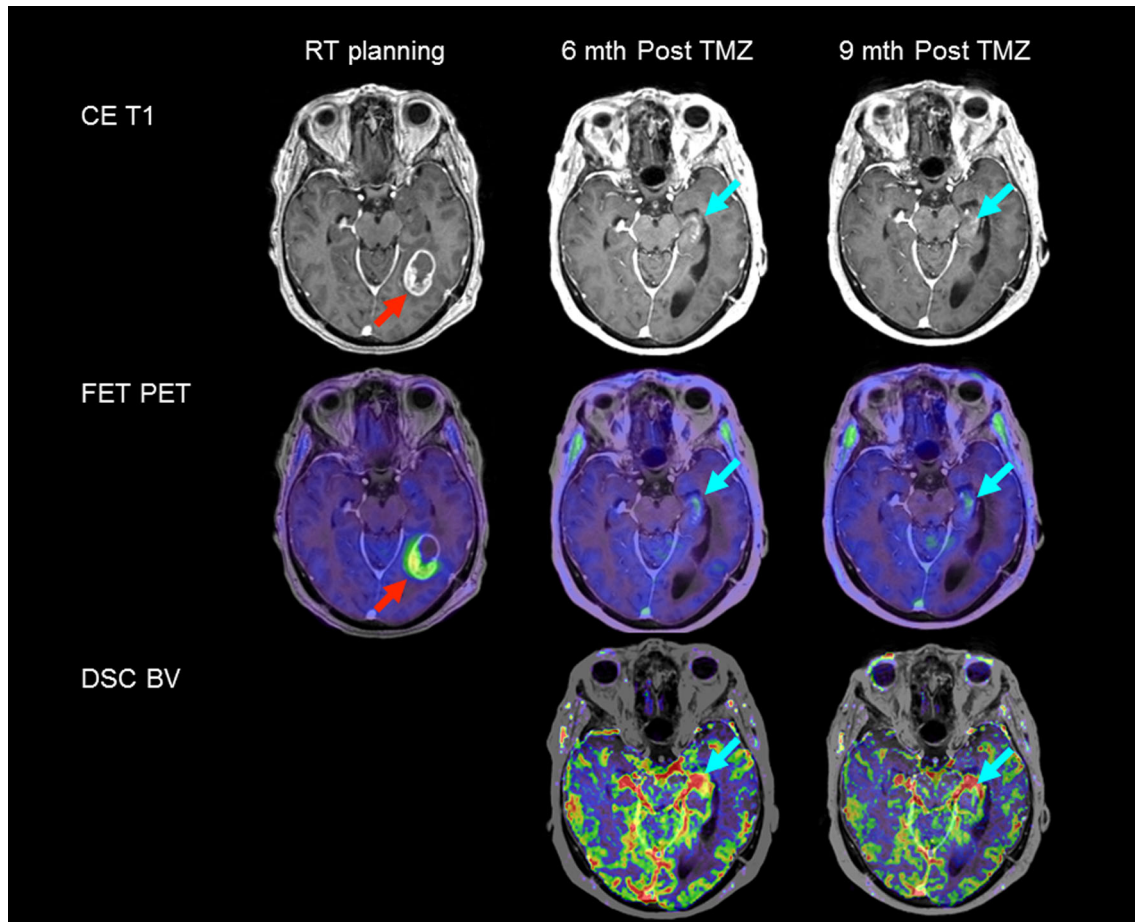 RT planning
6 mth Post TMZ
9 mth Post TMZ
CE T1
FET PET
DSC BV